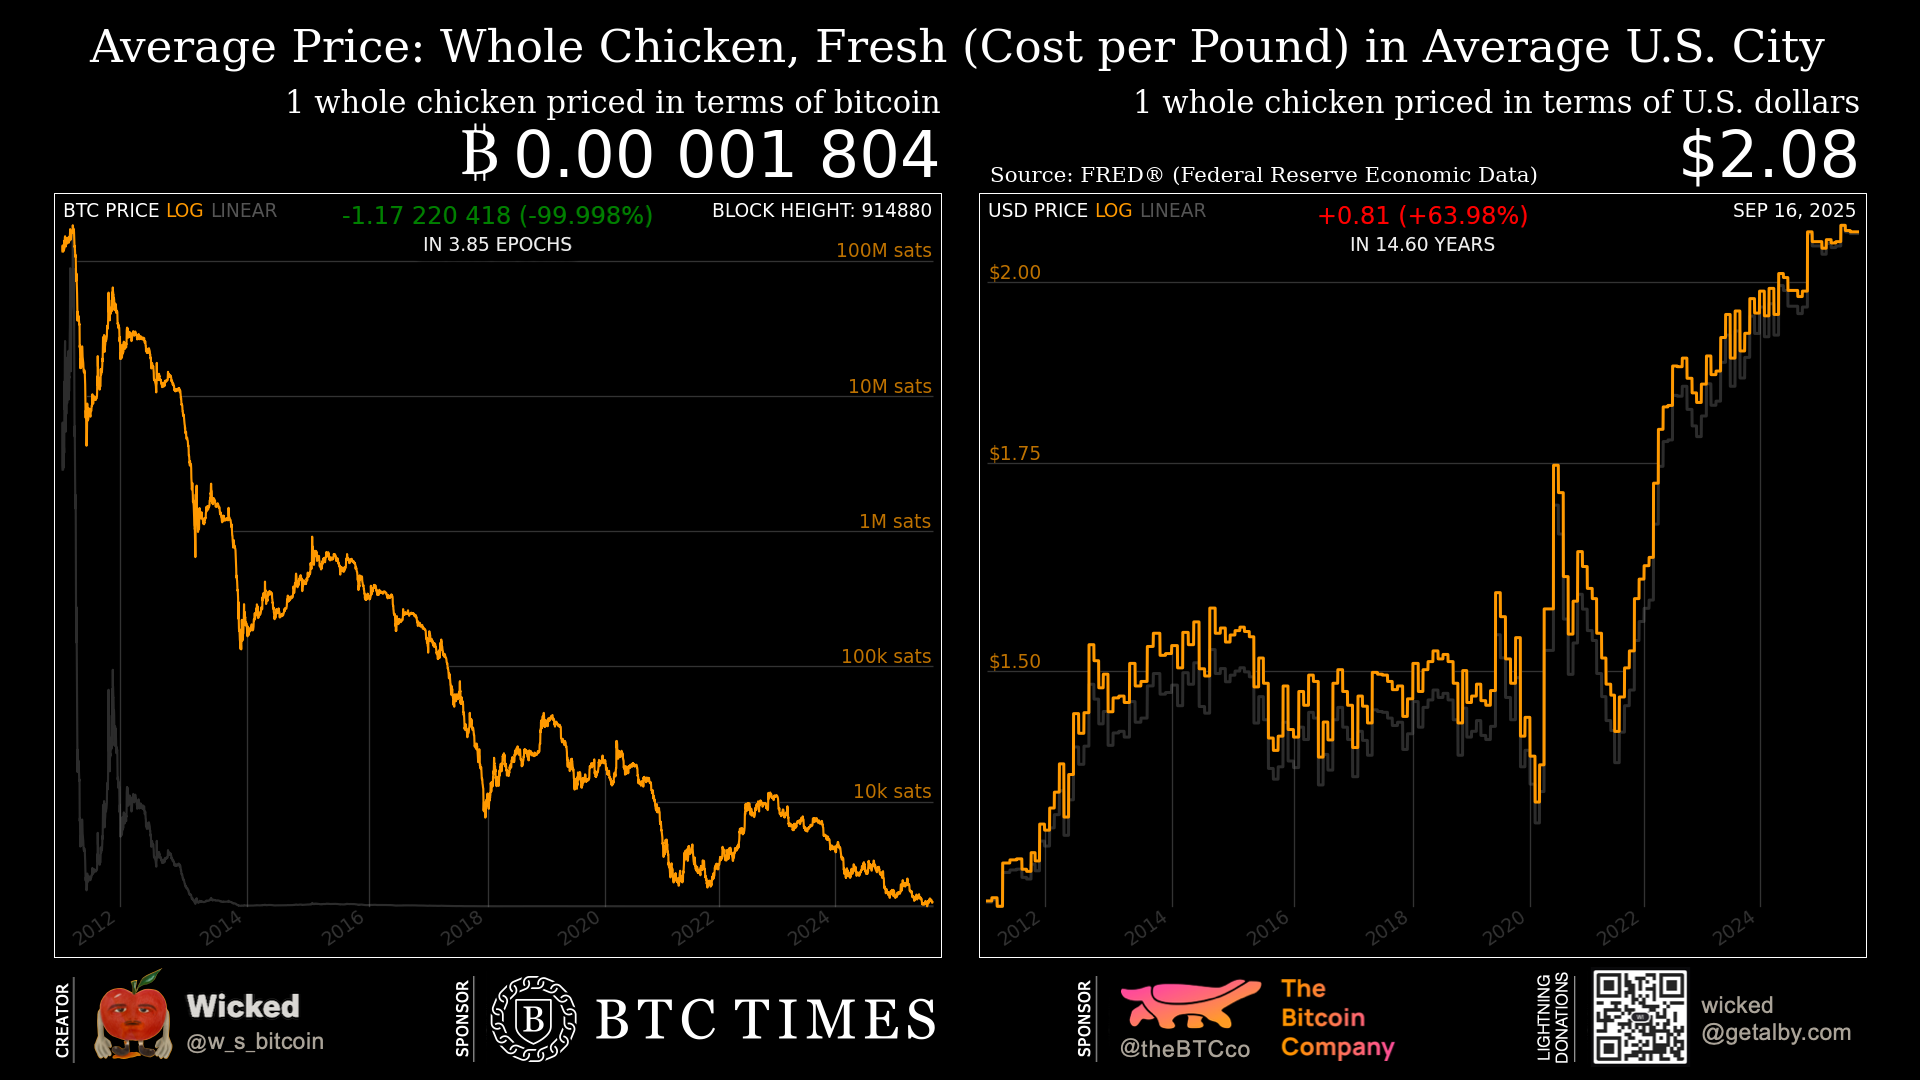 Average Price: Whole Chicken, Fresh (Cost per Pound) in Average U.S. City
1 whole chicken priced in terms of bitcoin
₿ 0.00 001 804
BTC PRICE LOG LINEAR
-1.17 220 418 (-99.998%)
IN 3.85 EPOCHS
BLOCK HEIGHT: 914880
100M sats
10M sats
1M sats
100k sats
10k sats
2012
2014
2016
2018
2020
2022
2024
1 whole chicken priced in terms of U.S. dollars
$2.08
Source: FRED® (Federal Reserve Economic Data)
USD PRICE LOG LINEAR
+0.81 (+63.98%)
IN 14.60 YEARS
SEP 16, 2025
$2.00
$1.75
$1.50
2012
2014
2016
2018
2020
2022
2024
CREATOR
Wicked
@w_s_bitcoin
SPONSOR
B
BTC TIMES
SPONSOR
@theBTCco
The
Bitcoin
Company
LIGHTNING
DONATIONS
wicked
@getalby.com